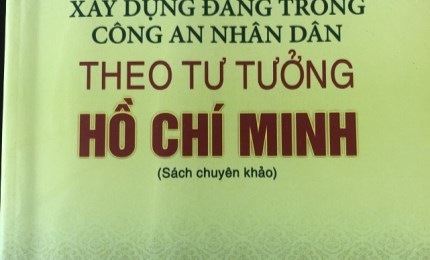 XÂY DỰNG ĐẢNG TRONG
CÔNG AN NHÂN DÂN
THEO TƯ TƯỞNG
HỒ CHÍ MINH
(Sách chuyên khảo)